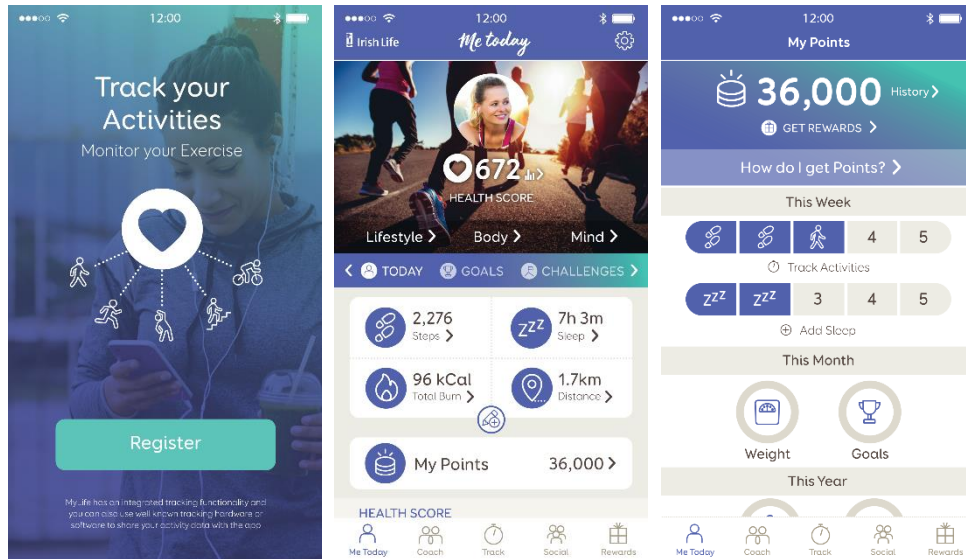 12:00
Track your
Activities
Monitor your Exercise
Register
MyLife has an integrated tracking functionality and
you can also use well known tracking hardware or
software to share your activity data with the app
12:00
Irish Life
Me today
672
HEALTH SCORE
Lifestyle
Body
Mind
TODAY
GOALS
CHALLENGES
2,276
Steps
7h 3m
Sleep
96 kCal
Total Burn
1.7km
Distance
My Points
36,000
HEALTH SCORE
Me Today
Coach
Track
Social
Rewards
12:00
My Points
36,000
History
GET REWARDS
How do I get Points?
This Week
4
5
Track Activities
zzz
zzz
3
4
5
Add Sleep
This Month
Weight
Goals
This Year
Me Today
Coach
Track
Social
Rewards